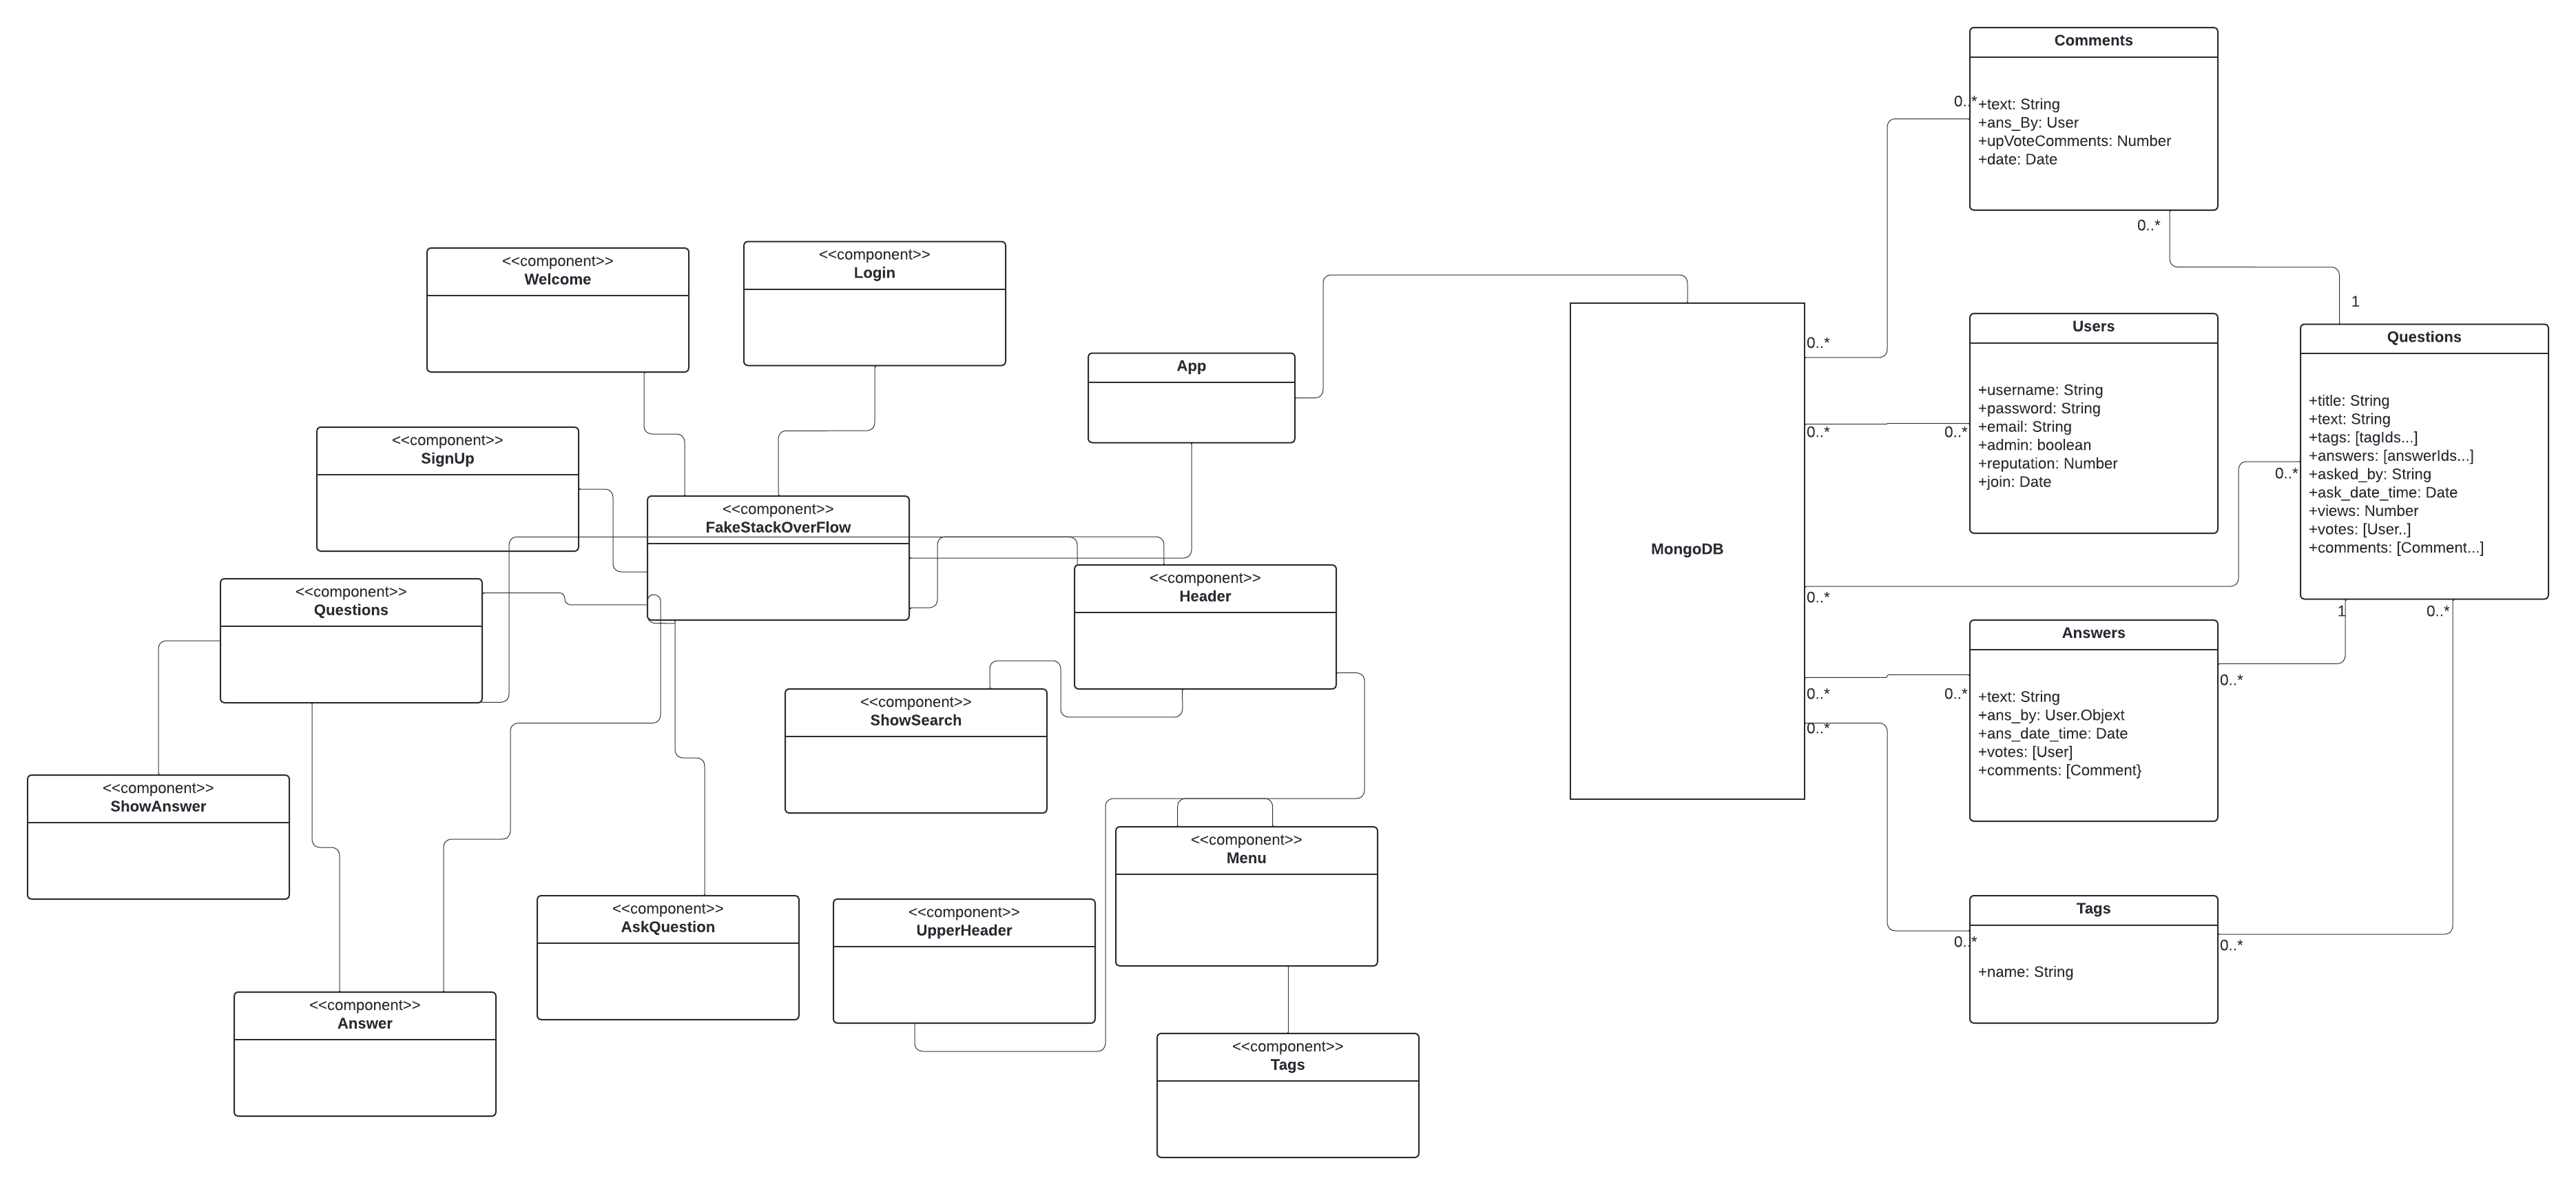 Comments
0..*
+text: String
+ans_By: User
+upVoteComments: Number
+date: Date
0..*
<<component>>
Welcome
<<component>>
Login
1
App
Users
Questions
0..*
+username: String
+password: String
+email: String
+admin: boolean
+reputation: Number
+join: Date
0..*
0..*
+title: String
+text: String
+tags: [tagIds...]
+answers: [answerIds...]
+asked_by: String
+ask_date_time: Date
+views: Number
+votes: [User..]
+comments: [Comment...]
0..*
<<component>>
SignUp
<<component>>
FakeStackOverFlow
MongoDB
<<component>>
Header
<<component>>
Questions
0..*
1
0..*
Answers
0..*
0..*
0..*
+text: String
+ans_by: User.Objext
+ans_date_time: Date
+votes: [User]
+comments: [Comment}
0..*
<<component>>
ShowSearch
<<component>>
ShowAnswer
<<component>>
Menu
<<component>>
AskQuestion
<<component>>
UpperHeader
Tags
0..*
0..*
+name: String
<<component>>
Answer
<<component>>
Tags